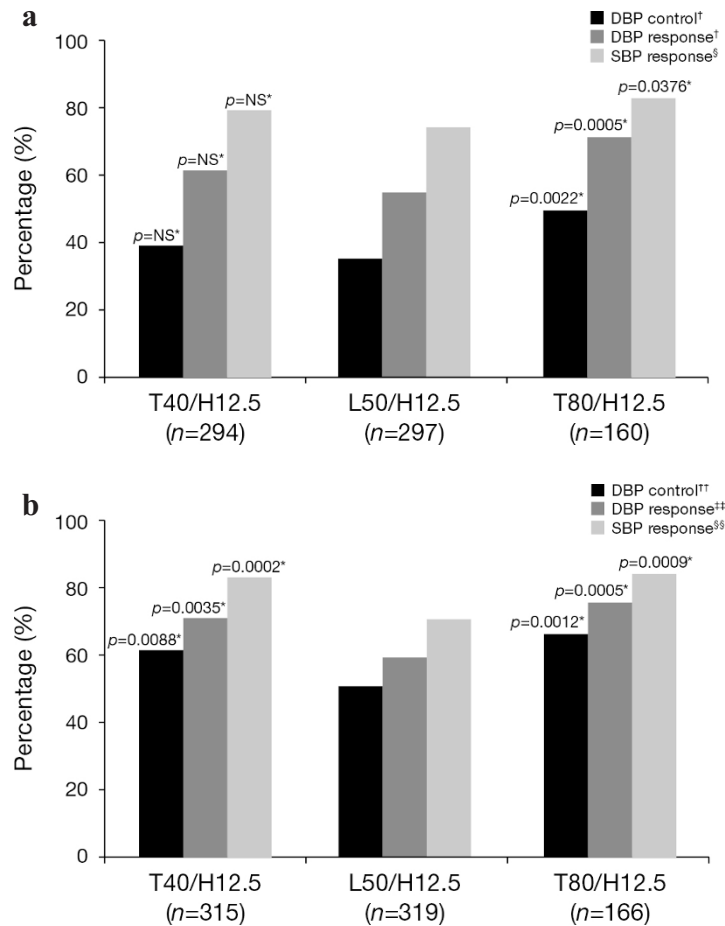 a
DBP control†
DBP response†
SBP response§
Percentage (%)
100
80
60
40
20
0
p=NS*
p=NS*
p=NS*
p=0.0022*
p=0.0005*
p=0.0376*
T40/H12.5
(n=294)
L50/H12.5
(n=297)
T80/H12.5
(n=160)
b
DBP control††
DBP response‡‡
SBP response§§
Percentage (%)
100
80
60
40
20
0
p=0.0088*
p=0.0035*
p=0.0002*
p=0.0012*
p=0.0005*
p=0.0009*
T40/H12.5
(n=315)
L50/H12.5
(n=319)
T80/H12.5
(n=166)